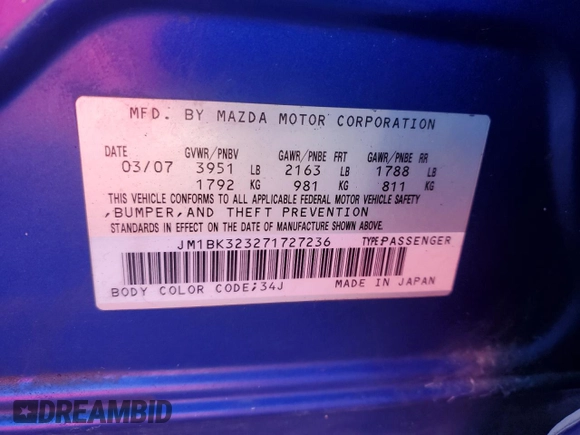 MFD. BY MAZDA MOTOR CORPORATION
DATE GVWR/PNBV GAWR/PNBE FRT GAWR/PNBE RR
03/07 3951 LB 2163 LB 1788 LB
1792 KG 981 KG 811 KG
THIS VEHICLE CONFORMS TO ALL APPLICABLE FEDERAL MOTOR VEHICLE SAFETY
,BUMPER,AND THEFT PREVENTION
STANDARDS IN EFFECT ON THE DATE OF MANUFACTURE SHOWN ABOVE.
JM1BK323271727236 TYPE:PASSENGER
BODY COLOR CODE;34J MADE IN JAPAN
DREAMBID